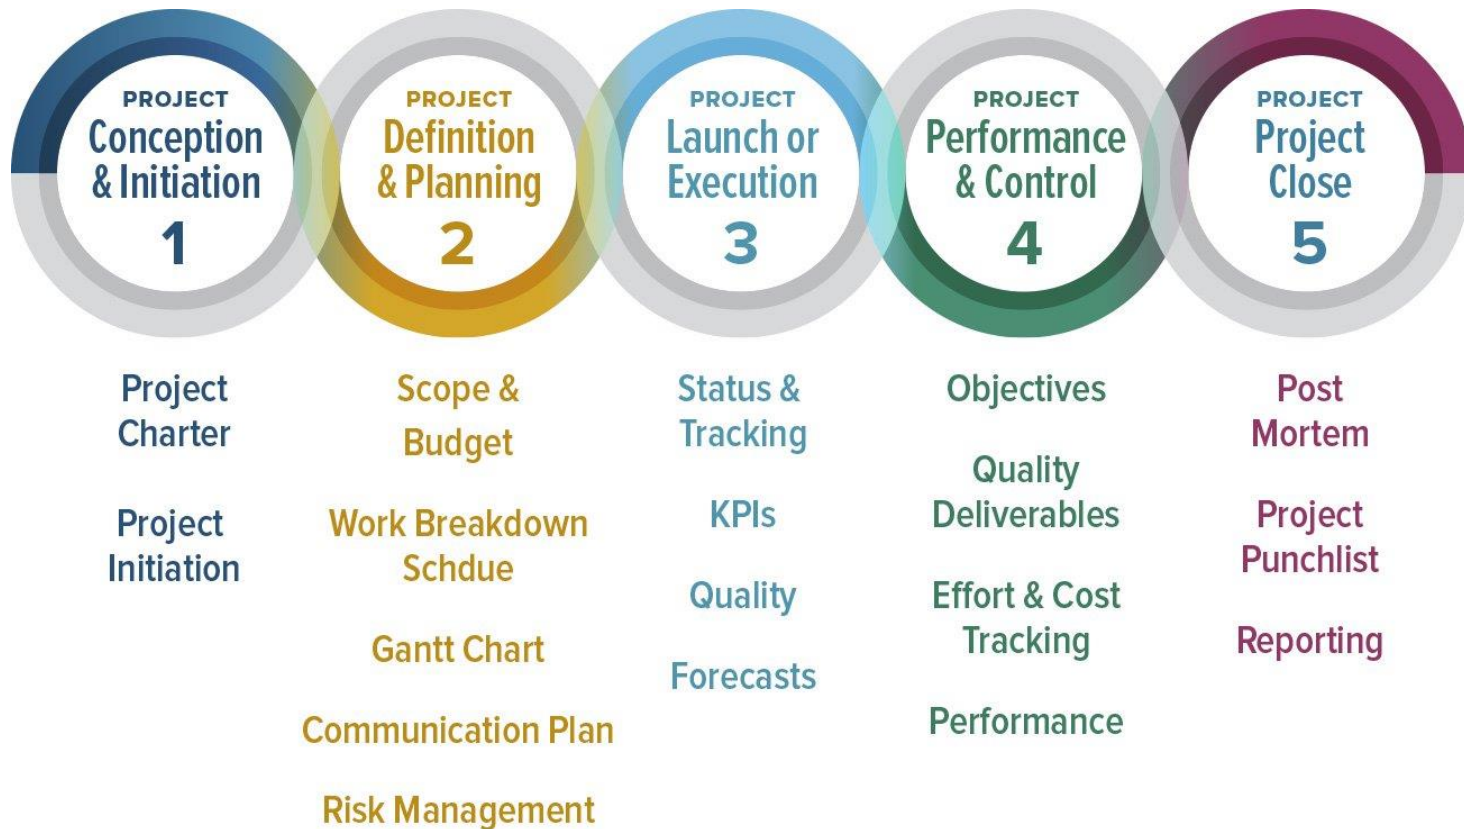 PROJECT
Conception
& Initiation
1
PROJECT
Definition
& Planning
2
PROJECT
Launch or
Execution
3
PROJECT
Performance
& Control
4
PROJECT
Project
Close
5
Project
Charter
Project
Initiation
Scope &
Budget
Work Breakdown
Schdue
Gantt Chart
Communication Plan
Risk Management
Status &
Tracking
KPIs
Quality
Forecasts
Objectives
Quality
Deliverables
Effort & Cost
Tracking
Performance
Post
Mortem
Project
Punchlist
Reporting